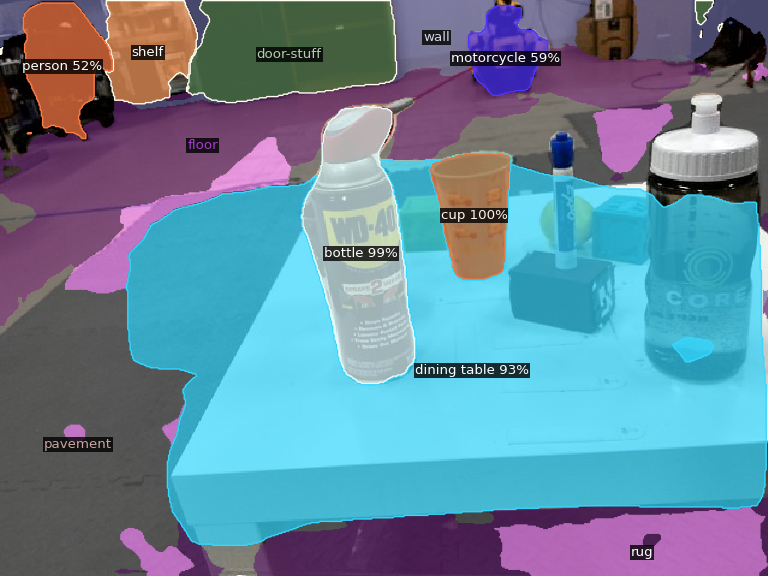 person 52%
shelf
door-stuff
wall
motorcycle 59%
floor
cup 100%
WD-40
bottle 99%
CORE
dining table 93%
pavement
rug